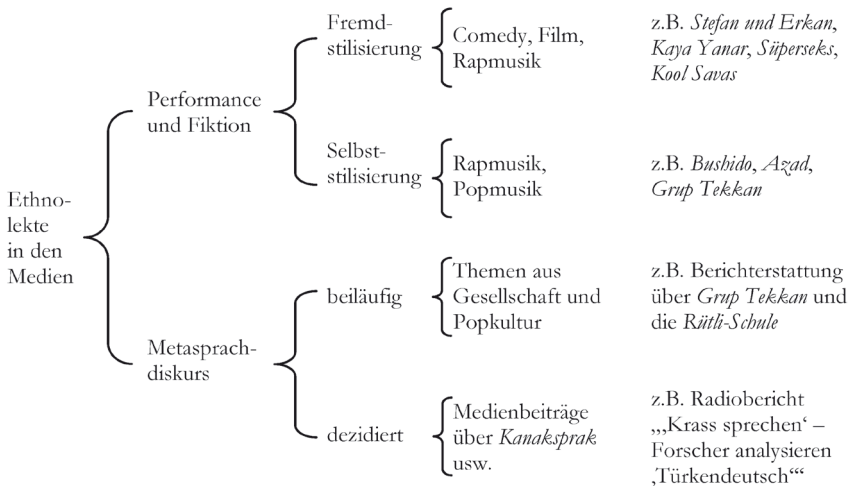 Ethno-
lekte
in den
Medien
Performance
und Fiktion
Fremd-
stilisierung
Comedy, Film,
Rapmusik
z.B. Stefan und Erkan,
Kaya Yanar, Süperseks,
Kool Savas
Selbst-
stilisierung
Rapmusik,
Popmusik
z.B. Bushido, Azad,
Grup Tekkan
Metasprach-
diskurs
beiläufig
Themen aus
Gesellschaft und
Popkultur
z.B. Berichterstattung
über Grup Tekkan und
die Rütli-Schule
dezidiert
Medienbeiträge
über Kanaksprak
usw.
z.B. Radiobericht
„‚Krass sprechen‘ –
Forscher analysieren
‚Türkendeutsch‘“